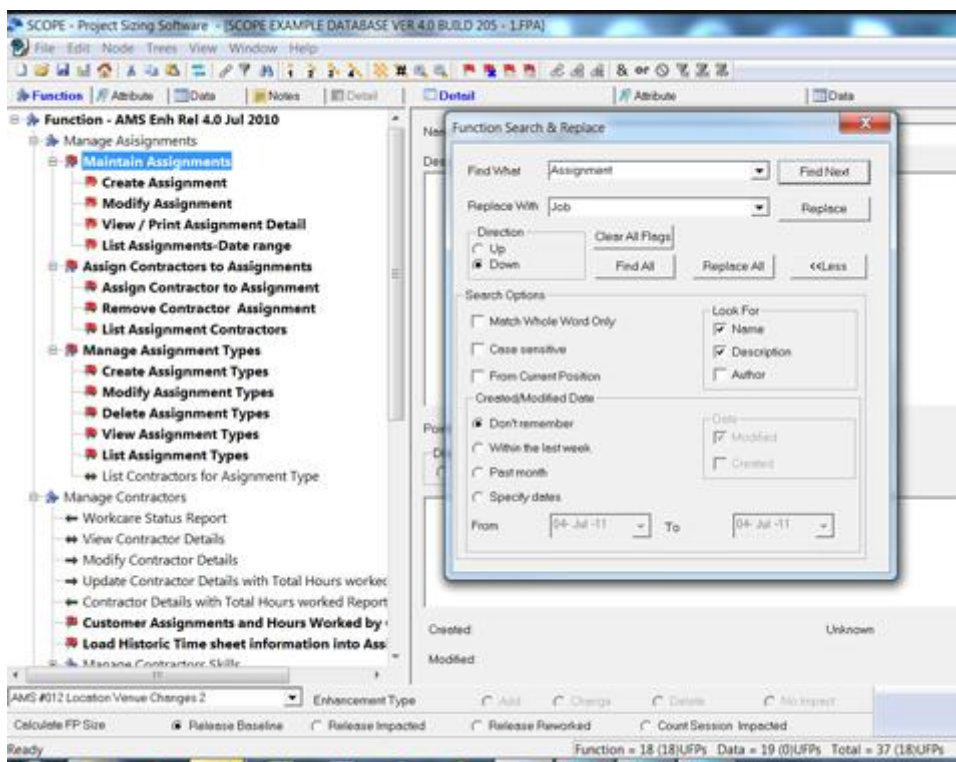 SCOPE - Project Sizing Software - [SCOPE EXAMPLE DATABASE VER 4.0 BUILD 205 - 1.FPA]
File Edit Node Trees View Window Help
& or
Function Attribute Data Notes Detail Detail Attribute Data
Function - AMS Enh Rel 4.0 Jul 2010
Manage Asisignments
Maintain Assignments
Create Assignment
Modify Assignment
View / Print Assignment Detail
List Assignments-Date range
Assign Contractors to Assignments
Assign Contractor to Assignment
Remove Contractor Assignment
List Assignment Contractors
Manage Assignment Types
Create Assignment Types
Modify Assignment Types
Delete Assignment Types
View Assignment Types
List Assignment Types
List Contractors for Asignment Type
Manage Contractors
Workcare Status Report
View Contractor Details
Modify Contractor Details
Update Contractor Details with Total Hours worked
Contractor Details with Total Hours worked Report
Customer Assignments and Hours Worked by
Load Historic Time sheet information into Ass
Manage Contractors Skills
Function Search & Replace
Find What Assignment Find Next
Replace With Job Replace
Direction
Up
Down
Clear All Flags
Find All Replace All <<Less
Search Options
Match Whole Word Only
Case sensitive
From Current Position
Look For
Name
Description
Author
Created/Modified Date
Don't remember
Within the last week
Past month
Specify dates
Date
Modified
Created
From 04- Jul -11 To 04- Jul -11
Created: Unknown
Modified:
AMS #012 Location Venue Changes 2 Enhancement Type Add Change Delete No Impact
Calculate FP Size Release Baseline Release Impacted Release Reworked Count Session Impacted
Ready Function = 18 (18)UFPs Data = 19 (0)UFPs Total = 37 (18)UFPs